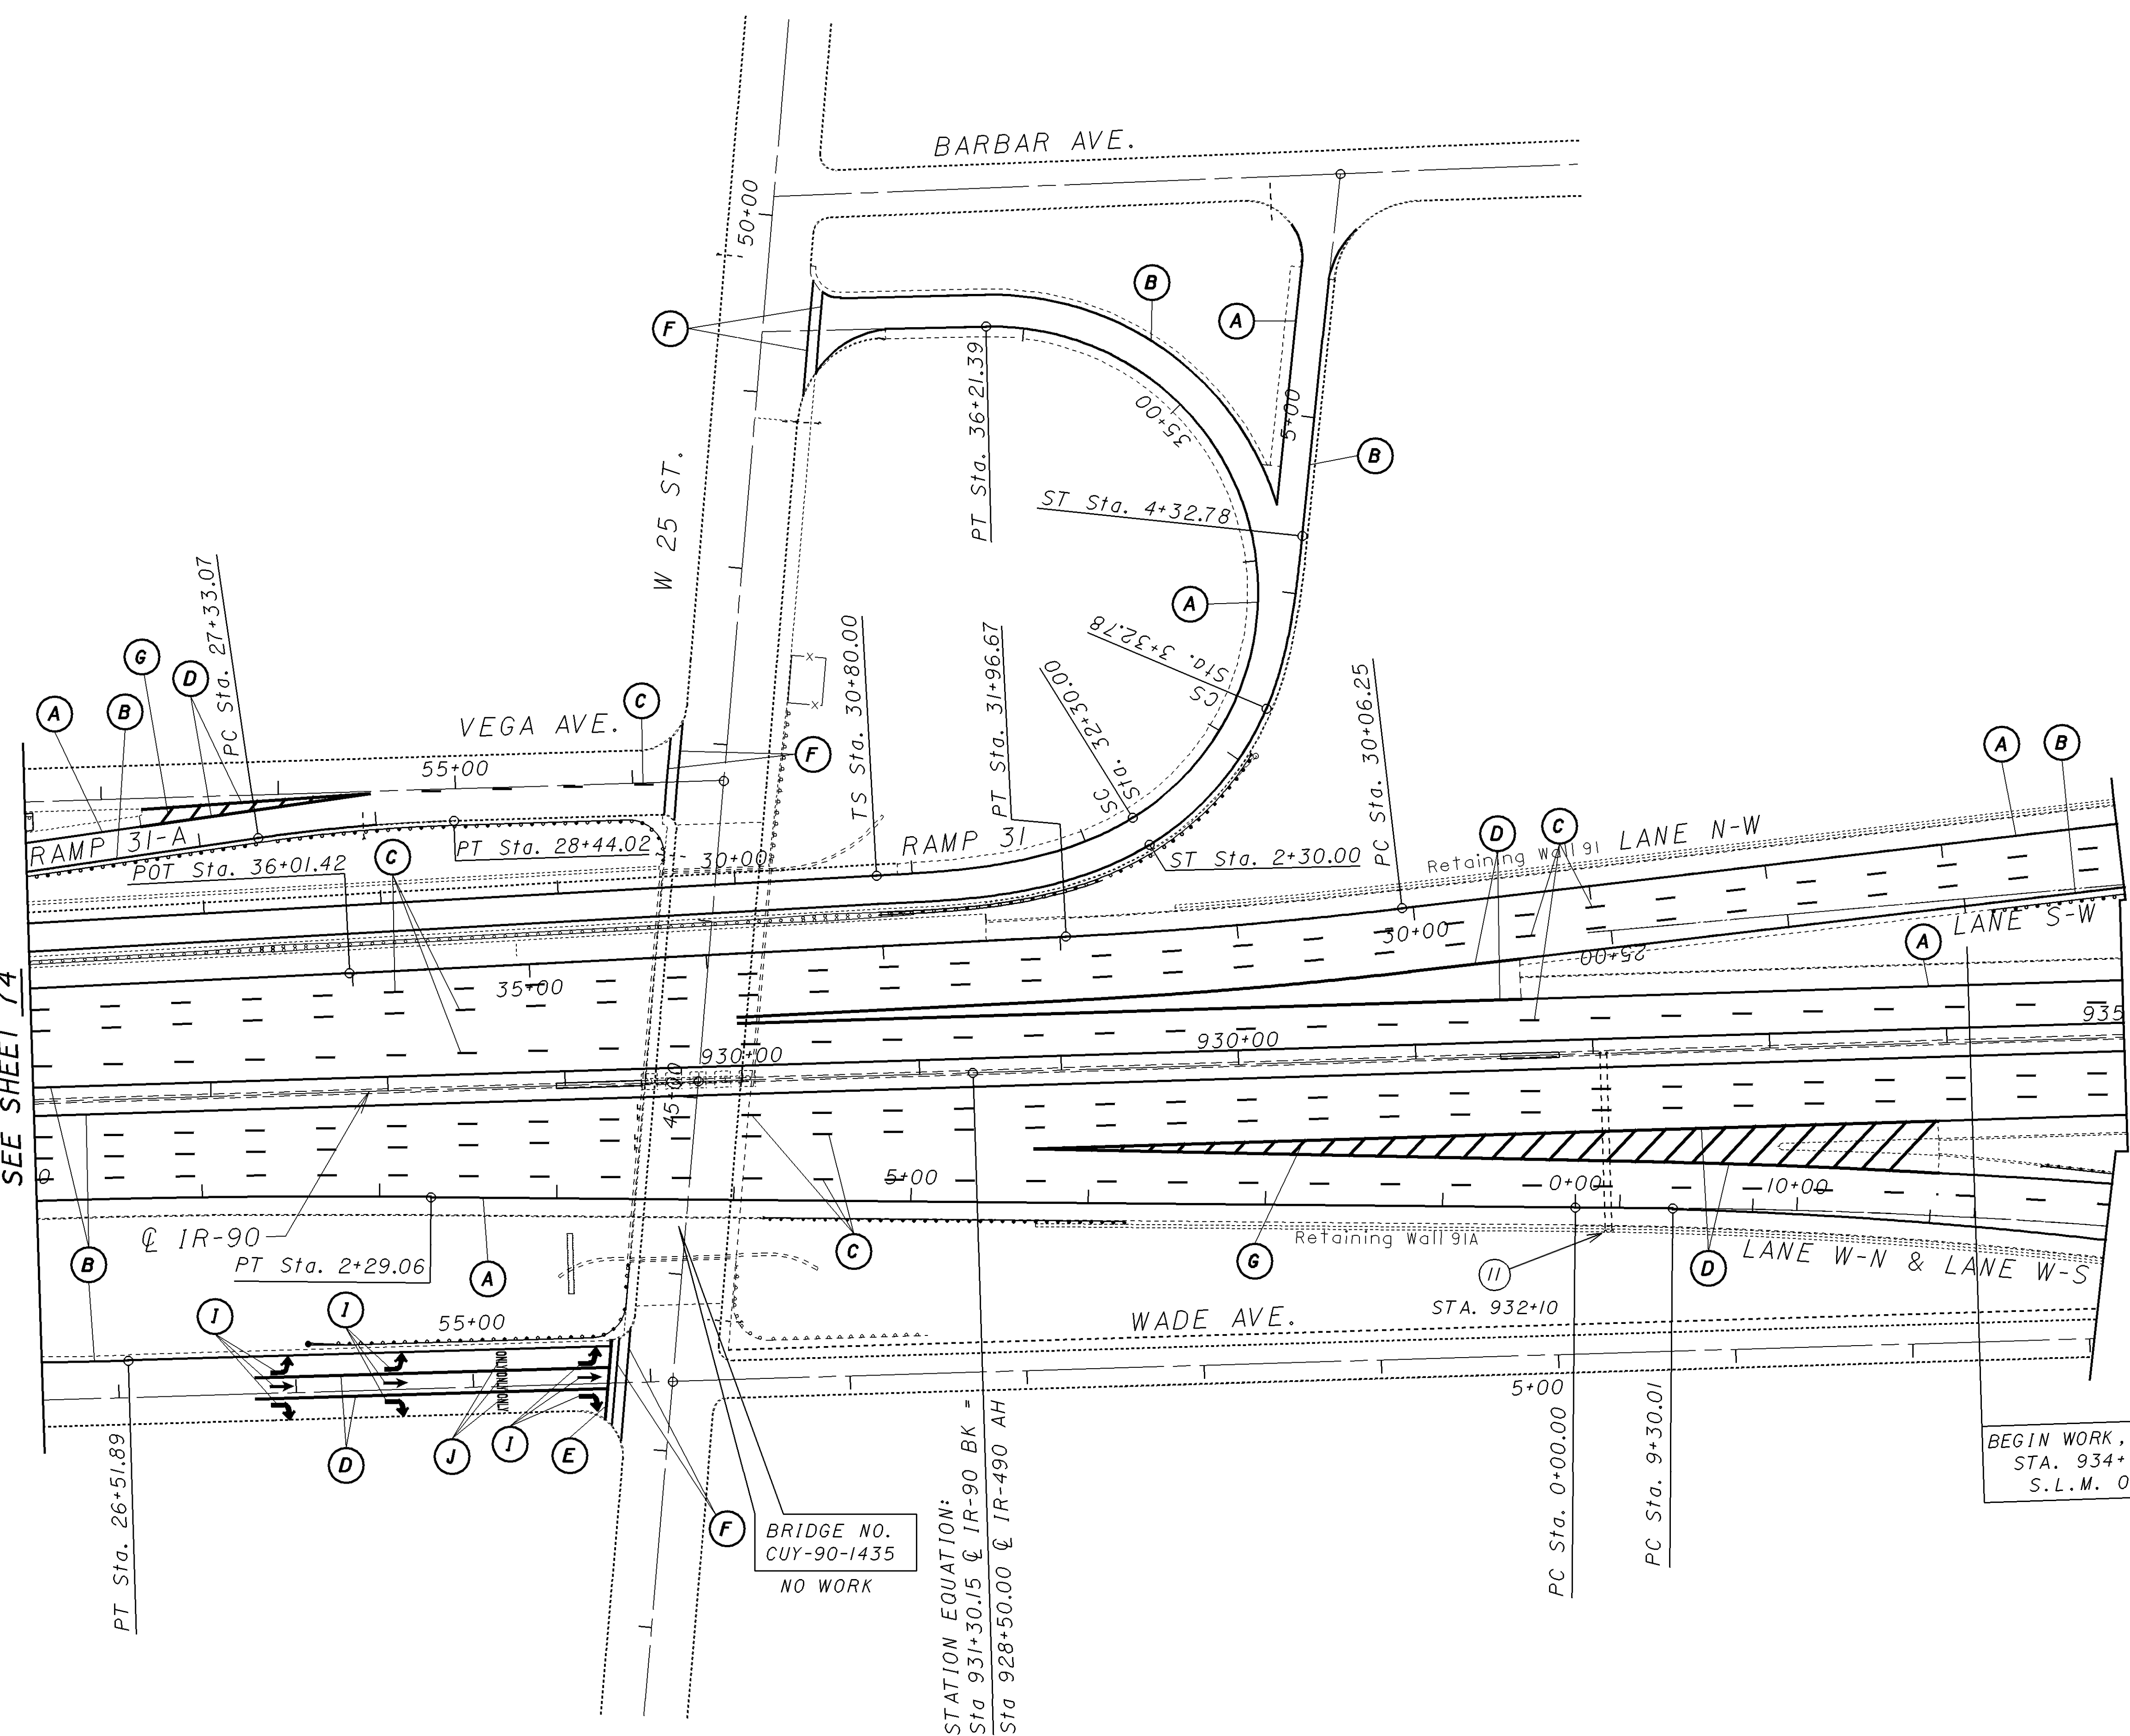 BARBAR AVE.
50+00
B
A
F
PT Sta. 36+21.39
35+00
5+00
B
W 25 ST.
ST Sta. 4+32.78
PC Sta. 27+33.07
A
CS
Sta. 3+32.78
G
D
TS Sta. 30+80.00
PT Sta. 31+96.67
SC
Sta. 32+30.00
PC Sta. 30+06.25
A
B
C
VEGA AVE.
F
A
B
55+00
D
C
LANE N-W
RAMP 31-A
PT Sta. 28+44.02
C
30+00
RAMP 31
Retaining Wall 91
POT Sta. 36+01.42
ST Sta. 2+30.00
LANE S-W
30+00
A
25+00
35+00
SEE SHEET 74
935
930+00
930+00
45+00
0
5+00
0+00
10+00
℄ IR-90
B
PT Sta. 2+29.06
A
C
G
Retaining Wall 91A
11
STA. 932+10
D
LANE W-N & LANE W-S
I
I
55+00
WADE AVE.
ONLY
ONLY
ONLY
5+00
D
J
I
E
PT Sta. 26+51.89
F
BRIDGE NO.
CUY-90-1435
NO WORK
STATION EQUATION:
Sta 931+30.15 ℄ IR-90 BK =
Sta 928+50.00 ℄ IR-490 AH
PC Sta. 0+00.00
PC Sta. 9+30.01
BEGIN WORK,
STA. 934+
S.L.M. 0